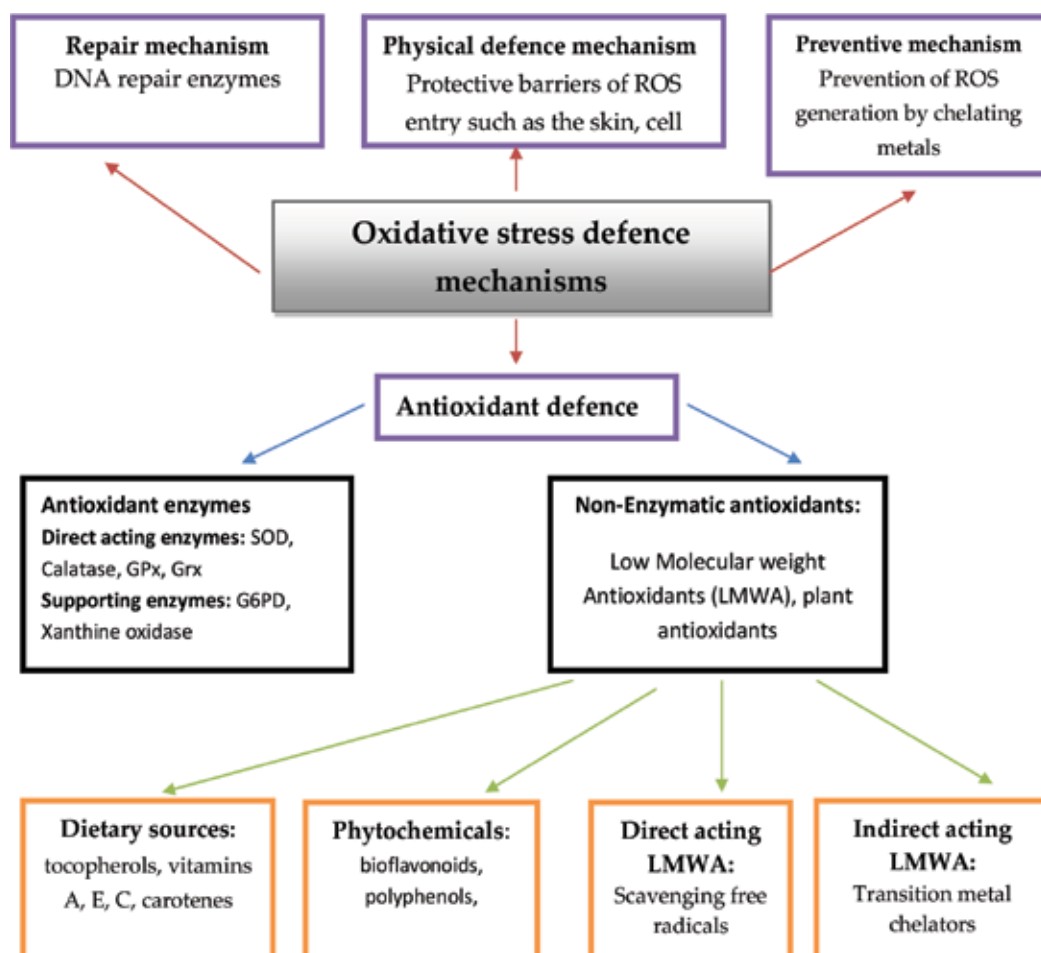 Repair mechanism
DNA repair enzymes
Physical defence mechanism
Protective barriers of ROS
entry such as the skin, cell
Preventive mechanism
Prevention of ROS
generation by chelating
metals
Oxidative stress defence
mechanisms
Antioxidant defence
Antioxidant enzymes
Direct acting enzymes: SOD,
Calatase, GPx, Grx
Supporting enzymes: G6PD,
Xanthine oxidase
Non-Enzymatic antioxidants:
Low Molecular weight
Antioxidants (LMWA), plant
antioxidants
Dietary sources:
tocopherols, vitamins
A, E, C, carotenes
Phytochemicals:
bioflavonoids,
polyphenols,
Direct acting
LMWA:
Scavenging free
radicals
Indirect acting
LMWA:
Transition metal
chelators